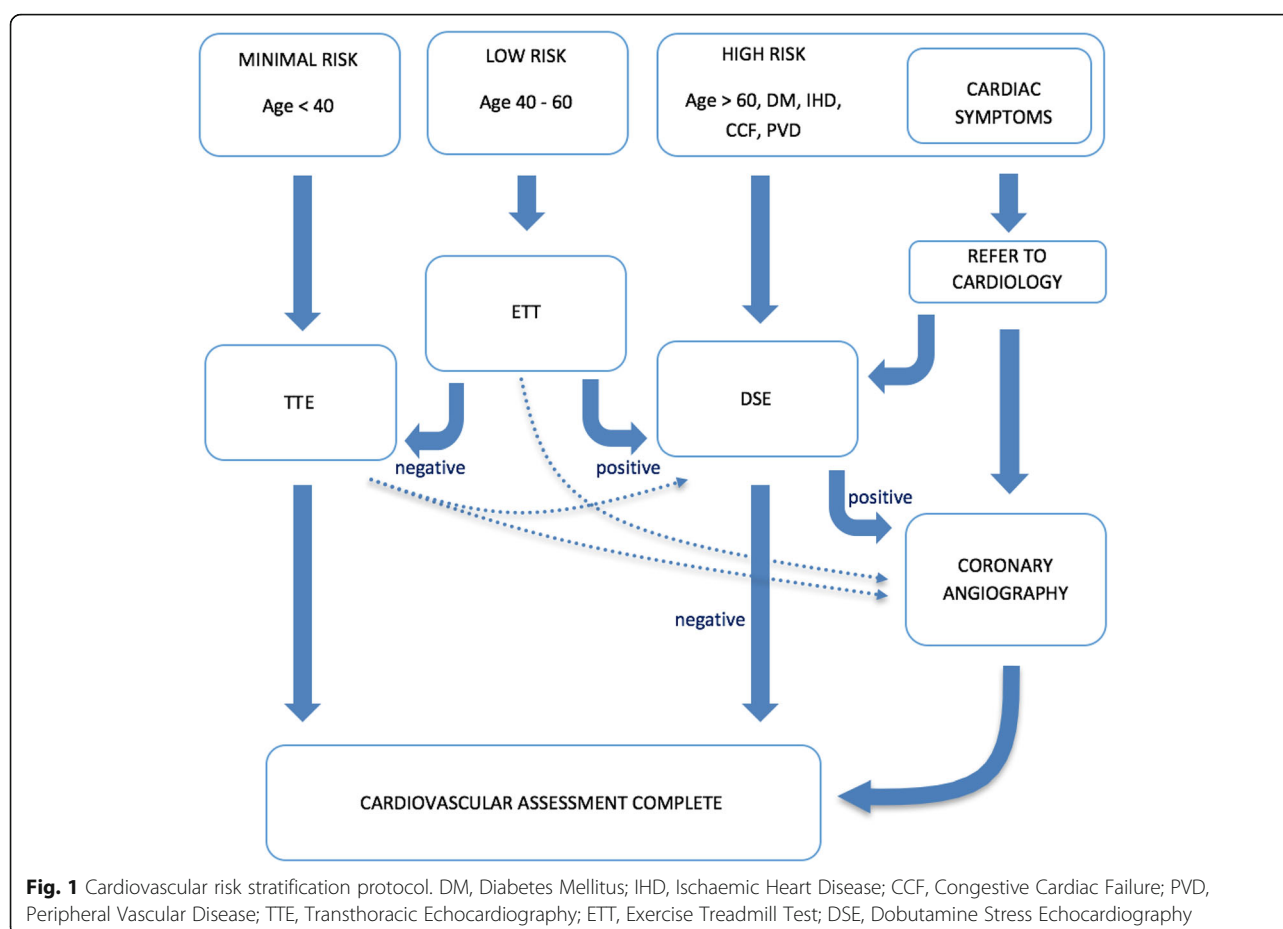 MINIMAL RISK
Age < 40
LOW RISK
Age 40 - 60
HIGH RISK
Age > 60, DM, IHD,
CCF, PVD
CARDIAC
SYMPTOMS
REFER TO
CARDIOLOGY
ETT
TTE
DSE
negative
positive
positive
CORONARY
ANGIOGRAPHY
negative
CARDIOVASCULAR ASSESSMENT COMPLETE
Fig. 1 Cardiovascular risk stratification protocol. DM, Diabetes Mellitus; IHD, Ischaemic Heart Disease; CCF, Congestive Cardiac Failure; PVD,
Peripheral Vascular Disease; TTE, Transthoracic Echocardiography; ETT, Exercise Treadmill Test; DSE, Dobutamine Stress Echocardiography